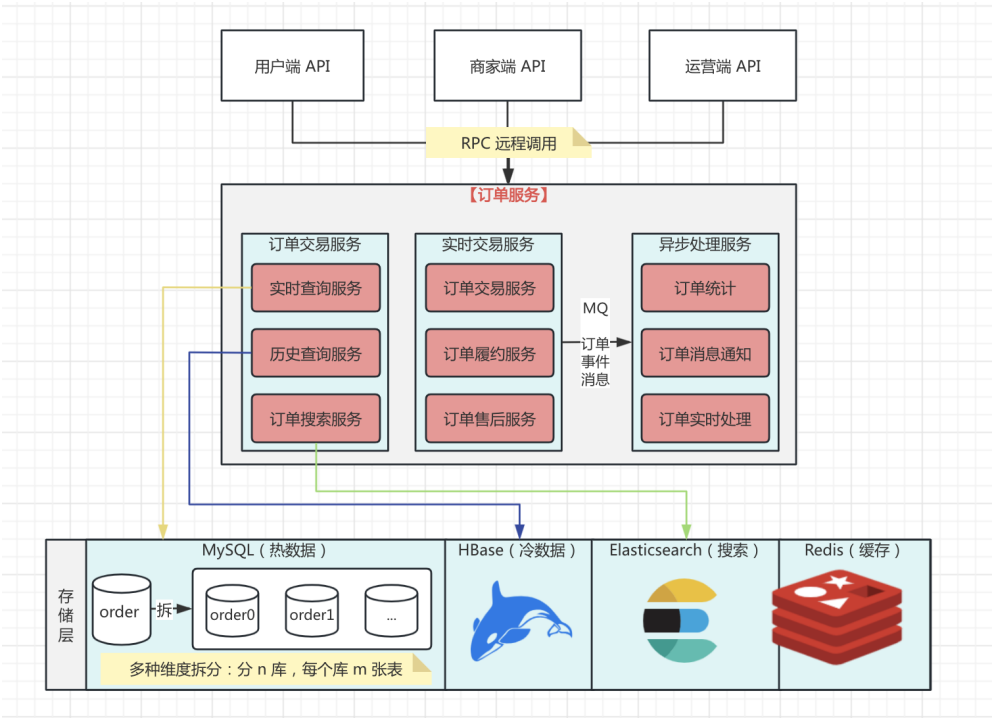 用户端 API
商家端 API
运营端 API
RPC 远程调用
【订单服务】
订单交易服务
实时查询服务
历史查询服务
订单搜索服务
实时交易服务
订单交易服务
订单履约服务
订单售后服务
MQ
订单
事件
消息
异步处理服务
订单统计
订单消息通知
订单实时处理
存
储
层
MySQL（热数据）
order
拆
order0
order1
...
多种维度拆分：分 n 库，每个库 m 张表
HBase（冷数据）
Elasticsearch（搜索）
Redis（缓存）